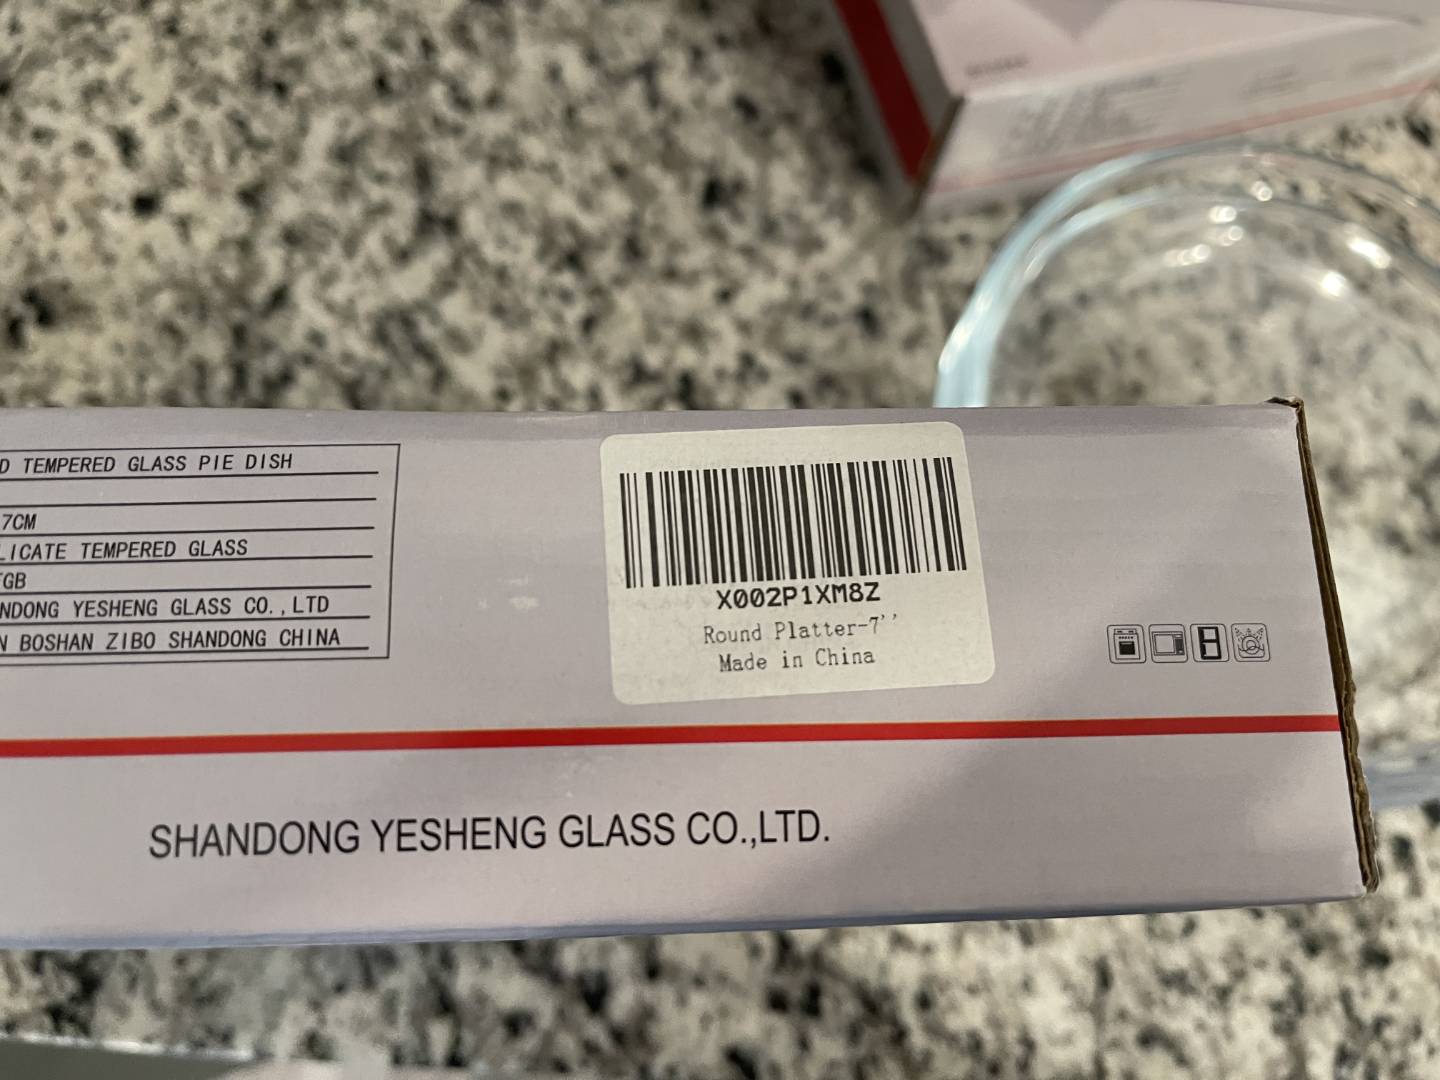 D TEMPERED GLASS PIE DISH
7CM
LICATE TEMPERED GLASS
GB
NDONG YESHENG GLASS CO.,LTD
N BOSHAN ZIBO SHANDONG CHINA
X002P1XM8Z
Round Platter-7''
Made in China
SHANDONG YESHENG GLASS CO.,LTD.